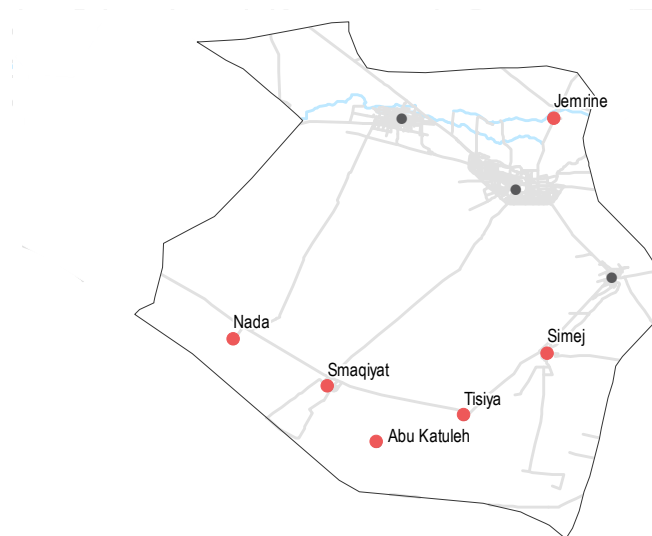 Jemrine
Nada
Simej
Smaqiyat
Tisiya
Abu Katuleh